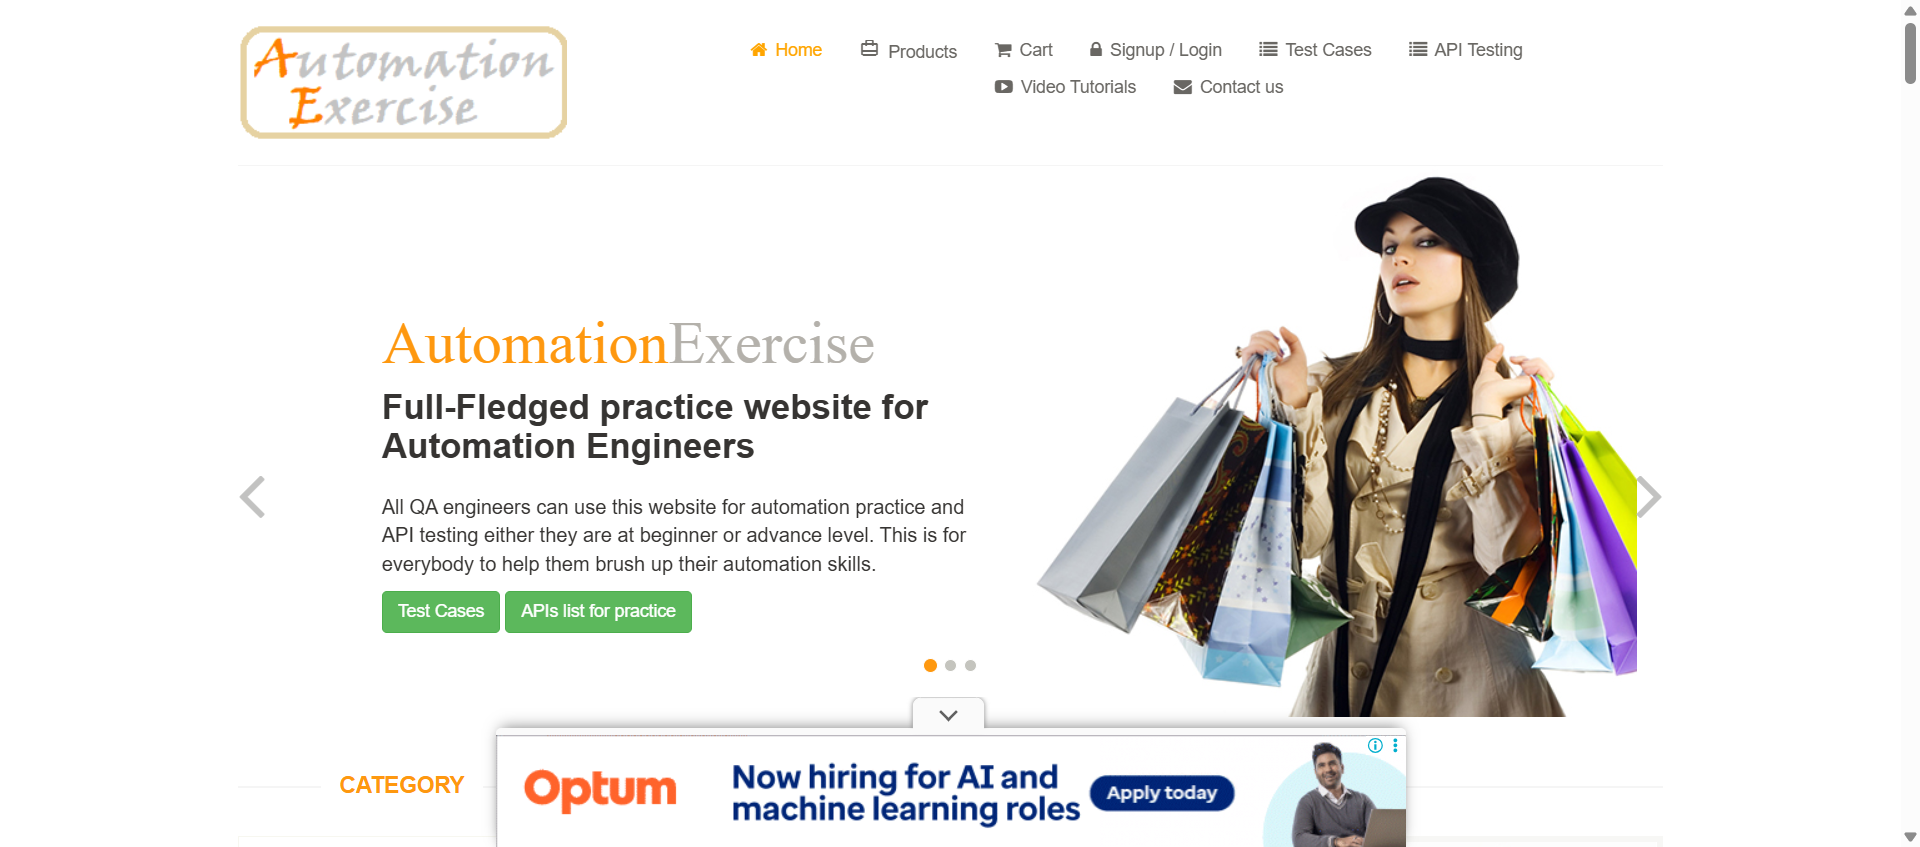 Automation
Exercise
Home
Products
Cart
Signup / Login
Test Cases
API Testing
Video Tutorials
Contact us
AutomationExercise
Full-Fledged practice website for
Automation Engineers
All QA engineers can use this website for automation practice and
API testing either they are at beginner or advance level. This is for
everybody to help them brush up their automation skills.
Test Cases
APIs list for practice
CATEGORY
Optum
Now hiring for AI and
machine learning roles
Apply today